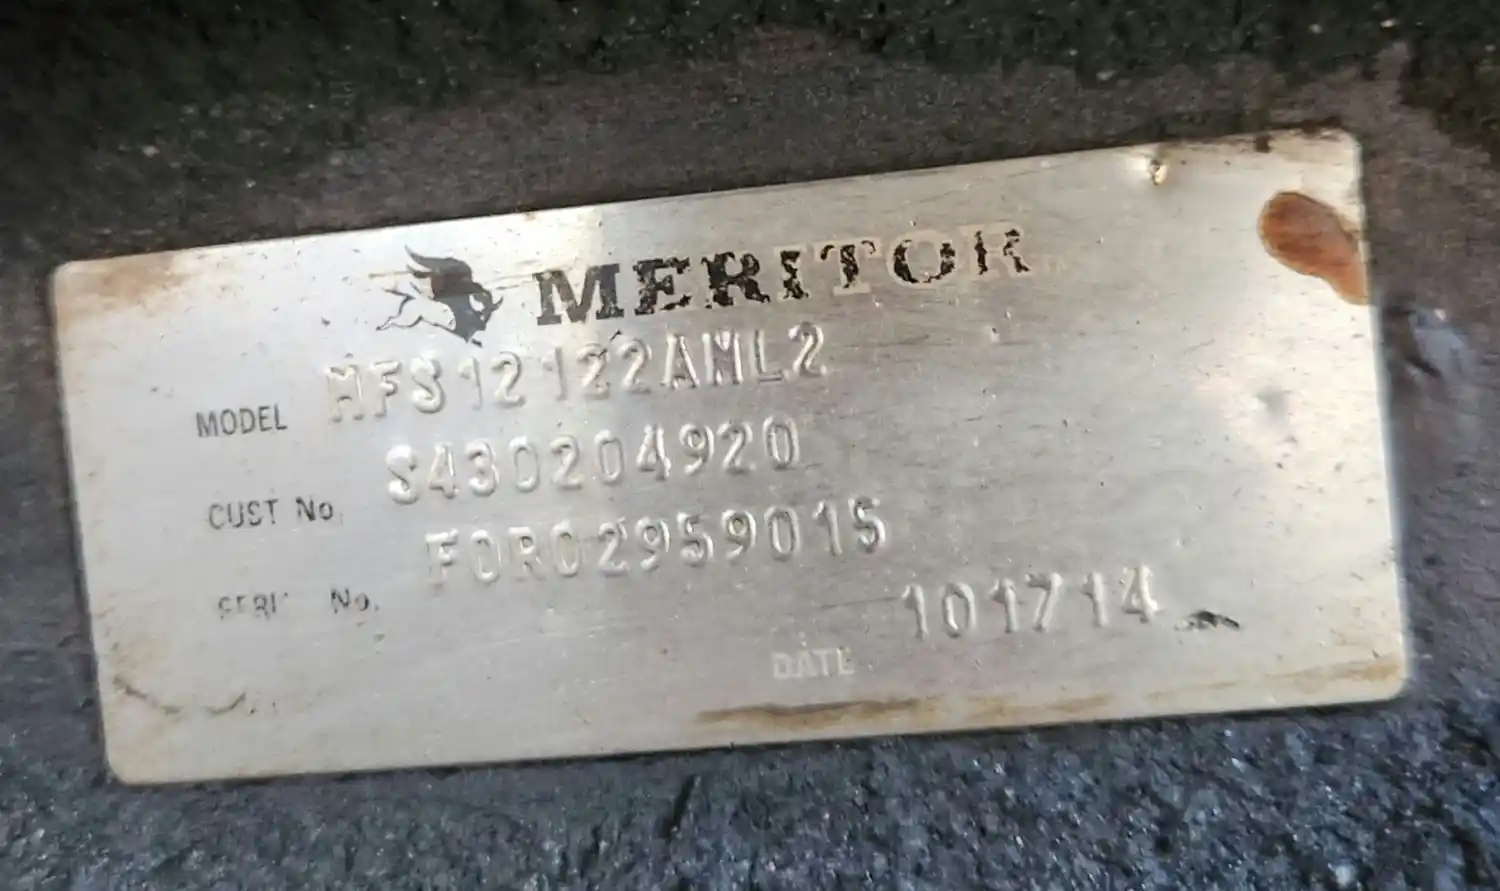 MERITOR
MODEL MFS12122AML2
CUST No. S430204920
No. FOR02959015
DATE 101714